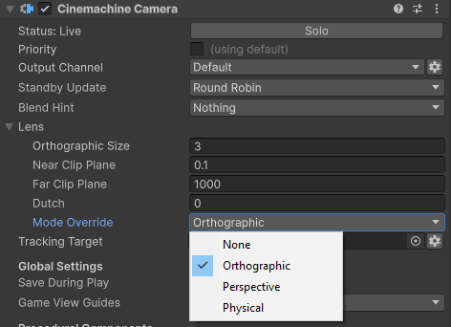 Cinemachine Camera
Status: Live Solo
Priority (using default)
Output Channel Default
Standby Update Round Robin
Blend Hint Nothing
Lens
Orthographic Size 3
Near Clip Plane 0.1
Far Clip Plane 1000
Dutch 0
Mode Override Orthographic
Tracking Target
None
Orthographic
Perspective
Physical
Global Settings
Save During Play
Game View Guides